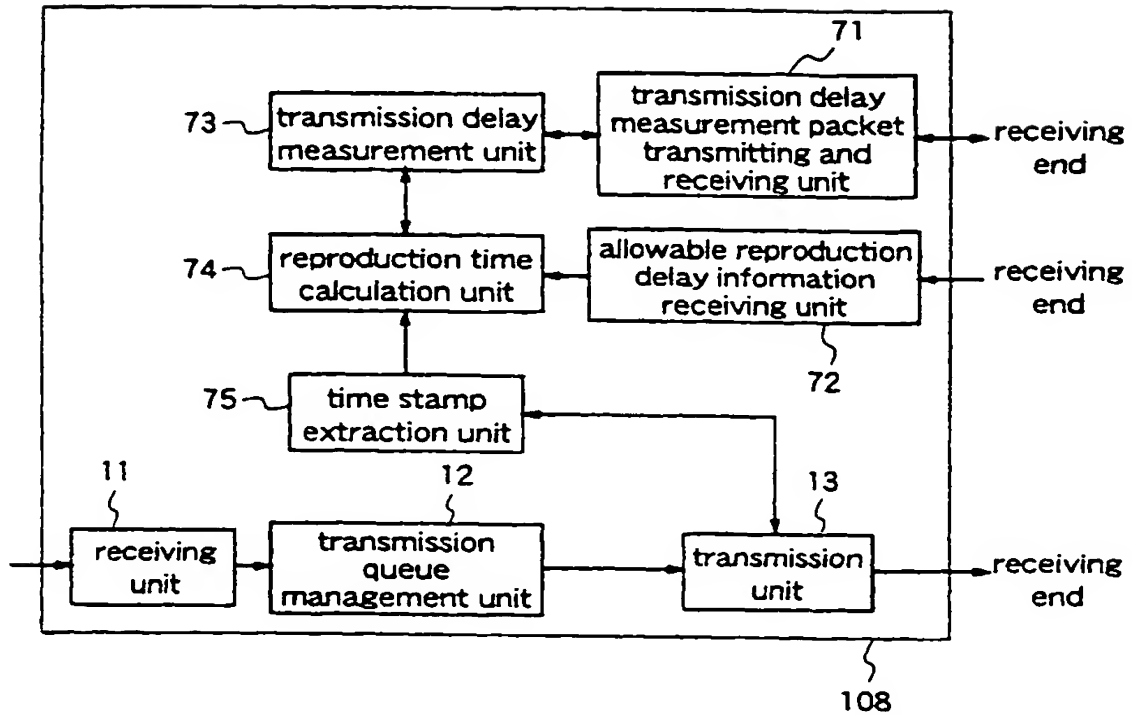 71
73
transmission delay
measurement unit
transmission delay
measurement packet
transmitting and
receiving unit
receiving
end
74
reproduction time
calculation unit
allowable reproduction
delay information
receiving unit
receiving
end
72
75
time stamp
extraction unit
11
12
13
receiving
unit
transmission
queue
management unit
transmission
unit
receiving
end
108